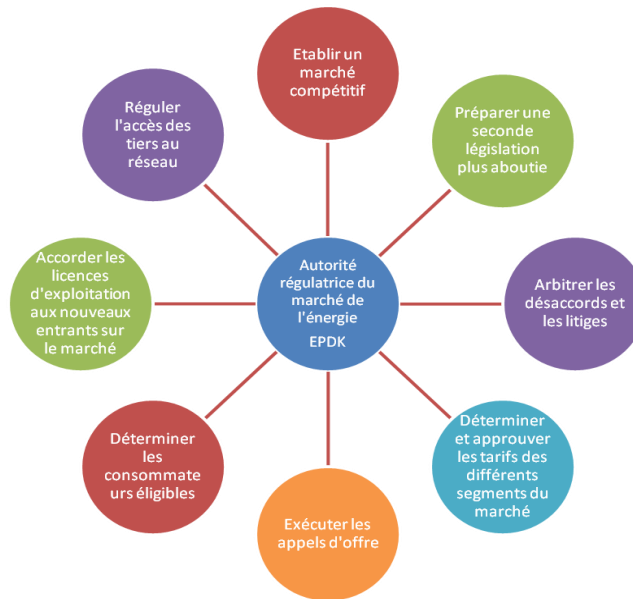 Etablir un
marché
compétitif
Préparer une
seconde
législation
plus aboutie
Arbitrer les
désaccords et
les litiges
Déterminer
et approuver
les tarifs des
différents
segments du
marché
Exécuter les
appels d'offre
Déterminer
les
consommate
urs éligibles
Accorder les
licences
d'exploitation
aux nouveaux
entrants sur
le marché
Réguler
l'accès des
tiers au
réseau
Autorité
régulatrice du
marché de
l'énergie
EPDK